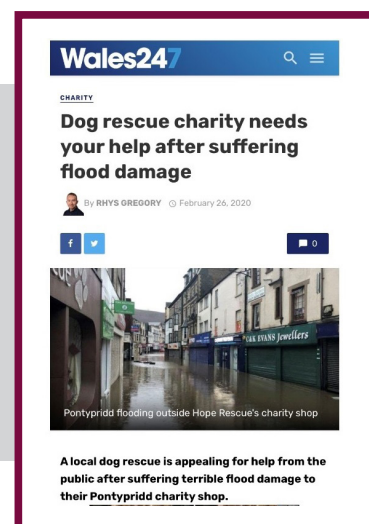 Wales247
CHARITY
Dog rescue charity needs
your help after suffering
flood damage
By RHYS GREGORY February 26, 2020
f 0
EVANS Jewellers
Pontypridd flooding outside Hope Rescue's charity shop
A local dog rescue is appealing for help from the
public after suffering terrible flood damage to
their Pontypridd charity shop.